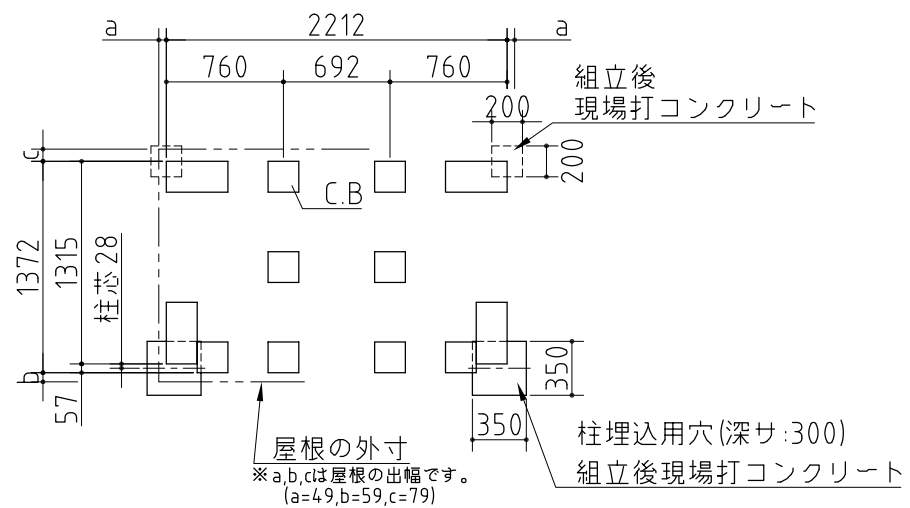 a
2212
a
760
692
760
組立後
現場打コンクリート
200
200
c
C.B
1372
1315
柱芯28
b
57
350
350
屋根の外寸
※a,b,cは屋根の出幅です。
(a=49,b=59,c=79)
柱埋込用穴(深サ:300)
組立後現場打コンクリート